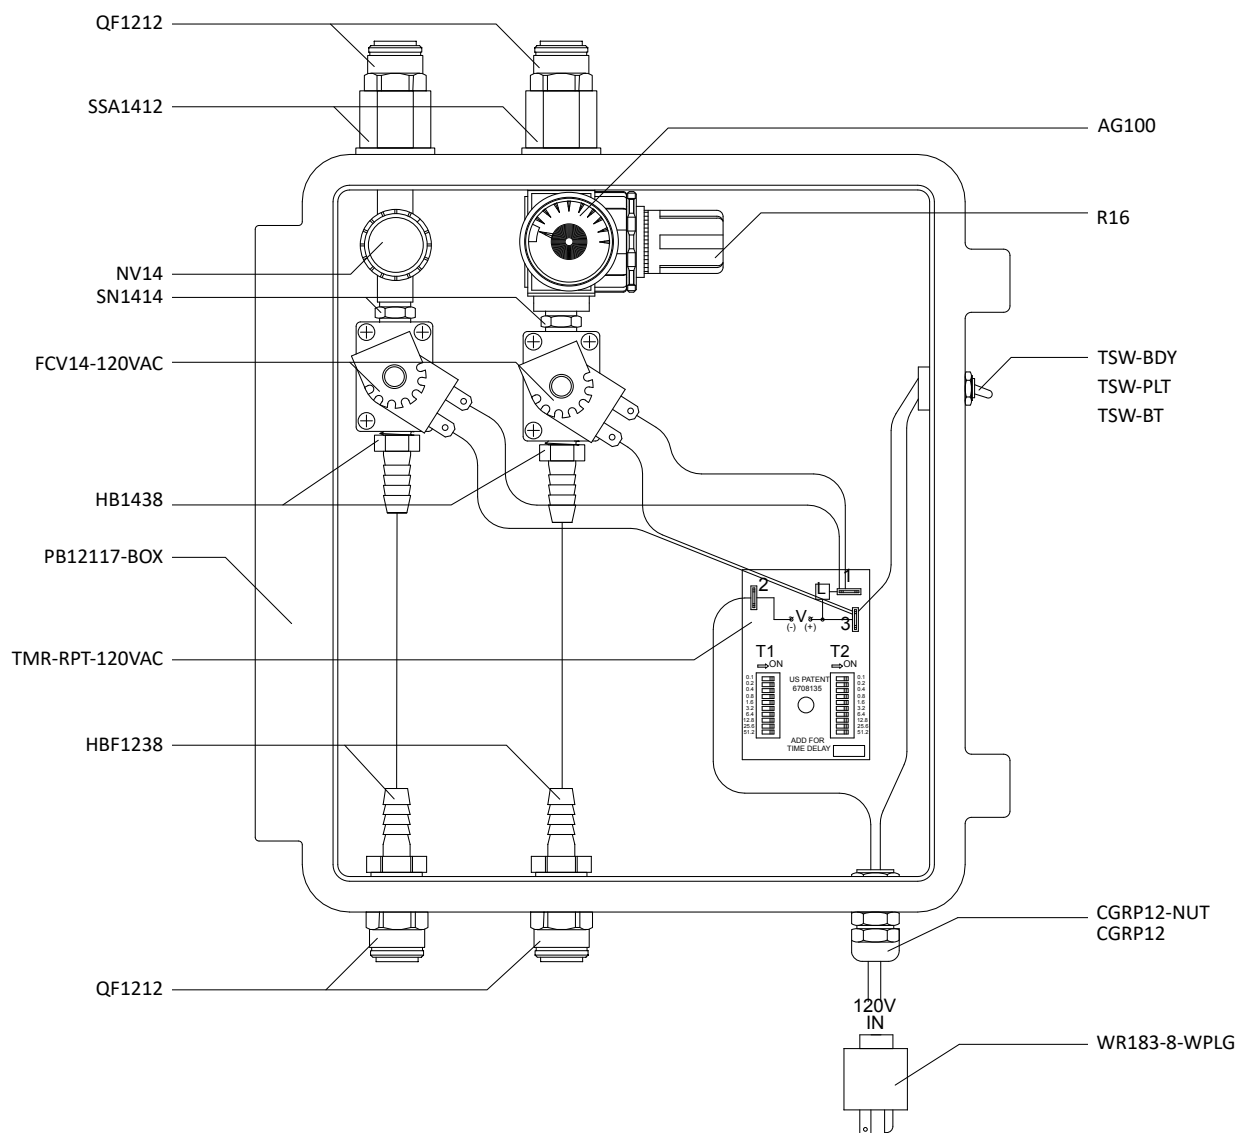 QF1212
SSA1412
AG100
R16
NV14
SN1414
FCV14-120VAC
TSW-BDY
TSW-PLT
TSW-BT
HB1438
PB12117-BOX
TMR-RPT-120VAC
HBF1238
1
2
L
V
(-) (+)
3
T1 T2
ON ON
US PATENT
6708135
0.1 0.1
0.2 0.2
0.4 0.4
0.8 0.8
1.6 1.6
3.2 3.2
6.4 6.4
12.8 12.8
25.6 25.6
51.2 51.2
ADD FOR
TIME DELAY
CGRP12-NUT
CGRP12
QF1212
120V
IN
WR183-8-WPLG